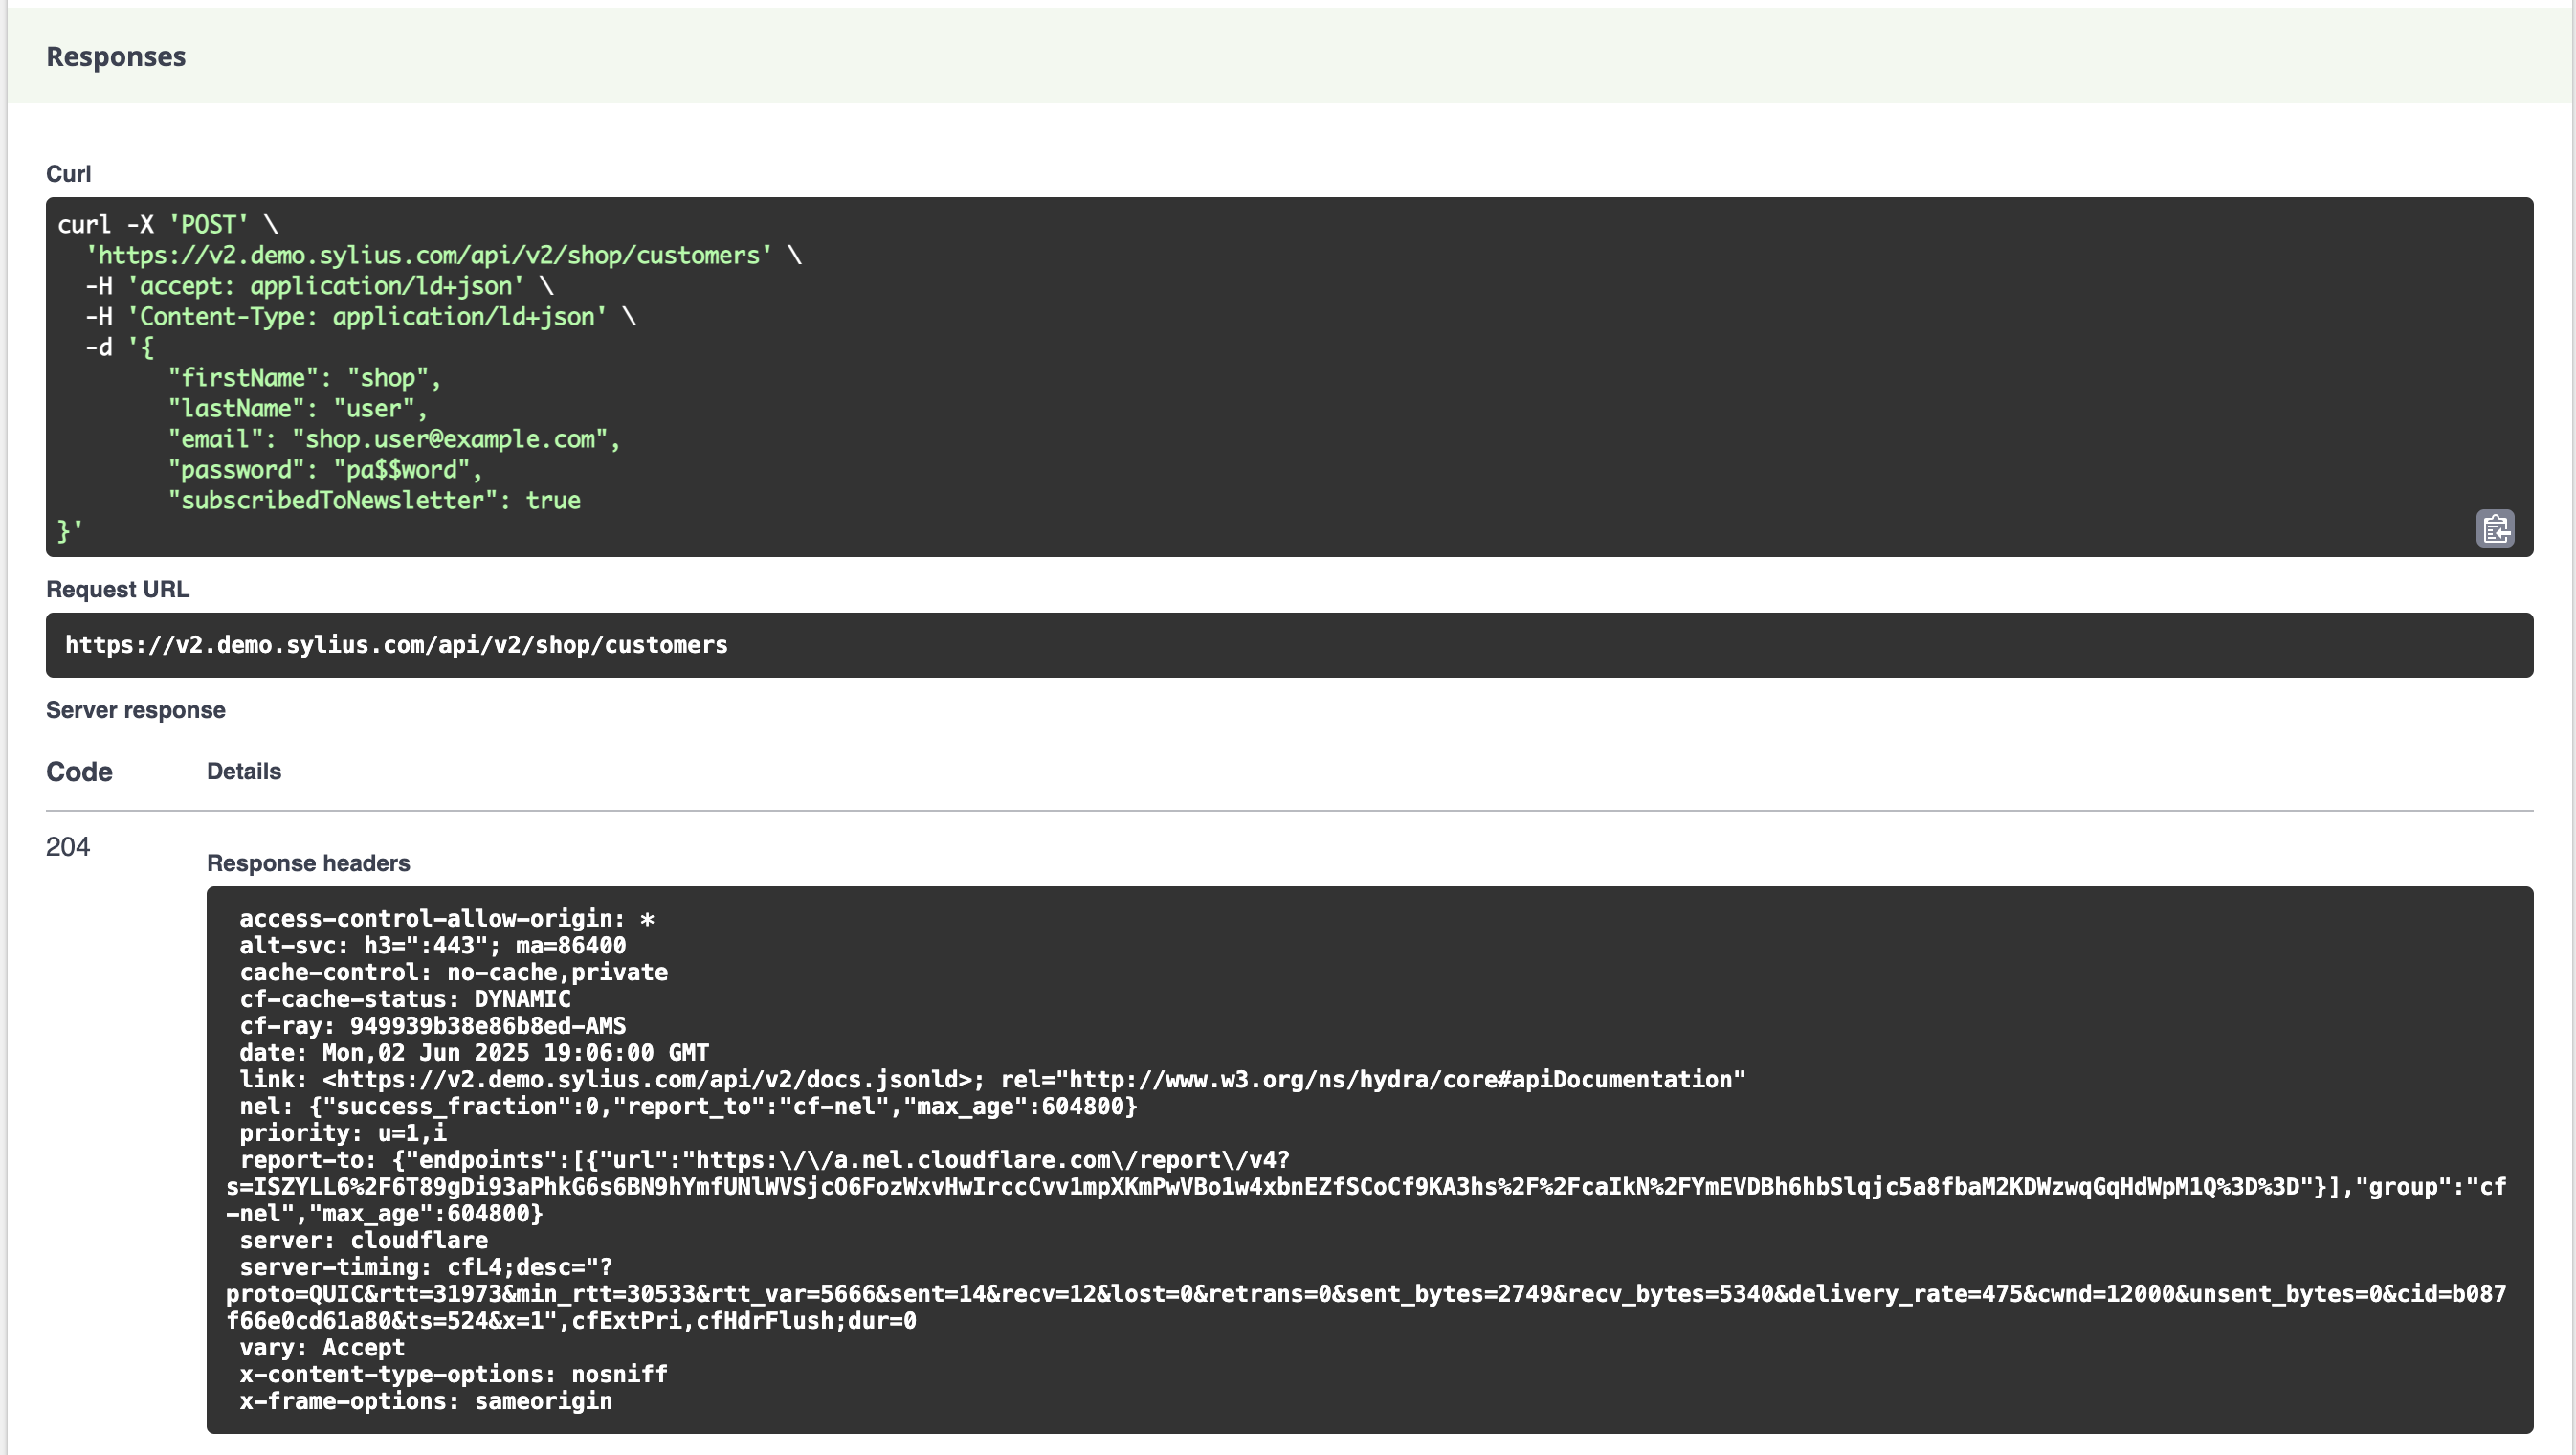 Responses
Curl
curl -X 'POST' \
  'https://v2.demo.sylius.com/api/v2/shop/customers' \
  -H 'accept: application/ld+json' \
  -H 'Content-Type: application/ld+json' \
  -d '{
        "firstName": "shop",
        "lastName": "user",
        "email": "shop.user@example.com",
        "password": "pa$$word",
        "subscribedToNewsletter": true
}'
Request URL
https://v2.demo.sylius.com/api/v2/shop/customers
Server response
Code Details
204
Response headers
 access-control-allow-origin: *
 alt-svc: h3=":443"; ma=86400
 cache-control: no-cache,private
 cf-cache-status: DYNAMIC
 cf-ray: 949939b38e86b8ed-AMS
 date: Mon,02 Jun 2025 19:06:00 GMT
 link: <https://v2.demo.sylius.com/api/v2/docs.jsonld>; rel="http://www.w3.org/ns/hydra/core#apiDocumentation"
 nel: {"success_fraction":0,"report_to":"cf-nel","max_age":604800}
 priority: u=1,i
 report-to: {"endpoints":[{"url":"https:\/\/a.nel.cloudflare.com\/report\/v4?
s=ISZYLL6%2F6T89gDi93aPhkG6s6BN9hYmfUNlWVSjcO6FozWxvHwIrccCvv1mpXKmPwVBo1w4xbnEZfSCoCf9KA3hs%2F%2FcaIkN%2FYmEVDBh6hbSlqjc5a8fbaM2KDWzwqGqHdWpM1Q%3D%3D"}],"group":"cf
-nel","max_age":604800}
 server: cloudflare
 server-timing: cfL4;desc="?
proto=QUIC&rtt=31973&min_rtt=30533&rtt_var=5666&sent=14&recv=12&lost=0&retrans=0&sent_bytes=2749&recv_bytes=5340&delivery_rate=475&cwnd=12000&unsent_bytes=0&cid=b087
f66e0cd61a80&ts=524&x=1",cfExtPri,cfHdrFlush;dur=0
 vary: Accept
 x-content-type-options: nosniff
 x-frame-options: sameorigin